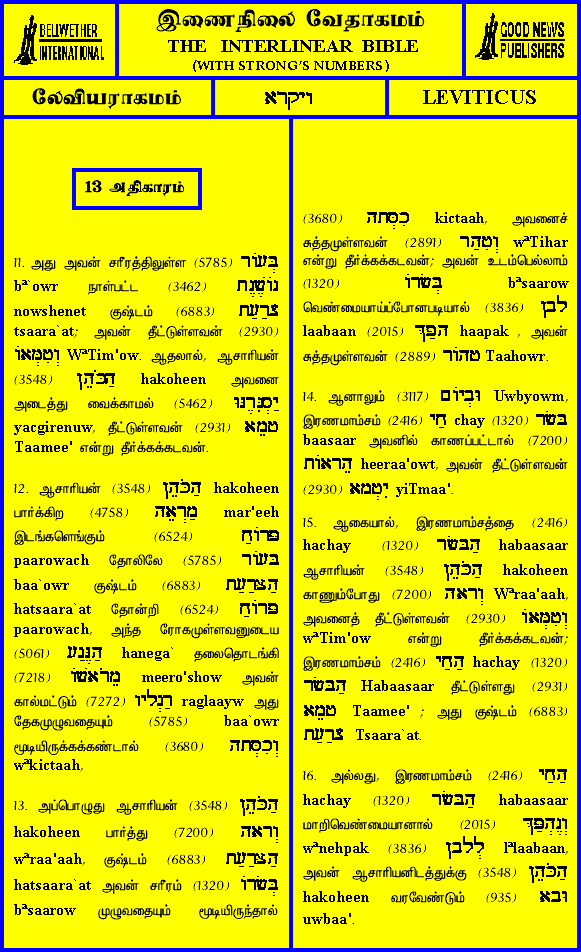 BELLWETHER
INTERNATIONAL
இணைநிலை வேதாகமம்
THE INTERLINEAR BIBLE
(WITH STRONG'S NUMBERS)
GOOD NEWS
PUBLISHERS
லேவியராகமம்
ויקרא
LEVITICUS
13 அதிகாரம்
11. அது அவன் சரீரத்திலுள்ள (5785) בְּעוֹר
bª`owr நாள்பட்ட (3462) נוֹשֶׁנֶת
nowshenet குஷ்டம் (6883) צָרַעַת
tsaara`at; அவன் தீட்டுள்ளவன் (2930)
וְטִמְּאוֹ WªTim'ow. ஆதலால், ஆசாரியன்
(3548) הַכֹּהֵן hakoheen அவனை
அடைத்து வைக்காமல் (5462) יַסְגִּרֶנּוּ
yacgirenuw, தீட்டுள்ளவன் (2931) טָמֵא
Taamee' என்று தீர்க்கக்கடவன்.
12. ஆசாரியன் (3548) הַכֹּהֵן hakoheen
பார்க்கிற (4758) מַרְאֵה mar'eeh
இடங்களெங்கும் (6524) פָּרוֹחַ
paarowach தோலிலே (5785) בָּעוֹר
baa`owr குஷ்டம் (6883) הַצָּרַעַת
hatsaara`at தோன்றி (6524) פָּרוֹחַ
paarowach, அந்த ரோகமுள்ளவனுடைய
(5061) הַנֶּגַע hanega` தலைதொடங்கி
(7218) מֵרֹאשׁוֹ meero'show அவன்
கால்மட்டும் (7272) רַגְלָיו raglaayw அது
தேகமுழுவதையும் (5785) baa`owr
மூடியிருக்கக்கண்டால் (3680) וְכִסְּתָה
wªkictaah,
13. அப்பொழுது ஆசாரியன் (3548) הַכֹּהֵן
hakoheen பார்த்து (7200) וְרָאָה
wªraa'aah, குஷ்டம் (6883) הַצָּרַעַת
hatsaara`at அவன் சரீரம் (1320) בְּשָׂרוֹ
bªsaarow முழுவதையும் மூடியிருந்தால்
(3680) כִסְּתָה kictaah, அவனைச்
சுத்தமுள்ளவன் (2891) וְטִהַר wªTihar
என்று தீர்க்கக்கடவன்; அவன் உடம்பெல்லாம்
(1320) בְּשָׂרוֹ bªsaarow
வெண்மையாய்ப்போனபடியால் (3836) לָבָן
laabaan (2015) הָפַךְ haapak , அவன்
சுத்தமுள்ளவன் (2889) טָהוֹר Taahowr.
14. ஆனாலும் (3117) וּבְיוֹם Uwbyowm,
இரணமாம்சம் (2416) חַי chay (1320) בָּשָׂר
baasaar அவனில் காணப்பட்டால் (7200)
הֵרָאוֹת heeraa'owt, அவன் தீட்டுள்ளவன்
(2930) יִטְמָא yiTmaa'.
15. ஆகையால், இரணமாம்சத்தை (2416)
hachay (1320) הַבָּשָׂר habaasaar
ஆசாரியன் (3548) הַכֹּהֵן hakoheen
காணும்போது (7200) וְרָאָה Wªraa'aah,
அவனைத் தீட்டுள்ளவன் (2930) וְטִמְּאוֹ
wªTim'ow என்று தீர்க்கக்கடவன்;
இரணமாம்சம் (2416) הַחַי hachay (1320)
הַבָּשָׂר Habaasaar தீட்டுள்ளது (2931)
טָמֵא Taamee' ; அது குஷ்டம் (6883)
צָרַעַת Tsaara`at.
16. அல்லது, இரணமாம்சம் (2416) הַחַי
hachay (1320) הַבָּשָׂר habaasaar
மாறிவெண்மையானால் (2015) וְנֶהְפַּךְ
wªnehpak (3836) לְלָבָן lªlaabaan,
அவன் ஆசாரியனிடத்துக்கு (3548) הַכֹּהֵן
hakoheen வரவேண்டும் (935) וּבָא
uwbaa'.